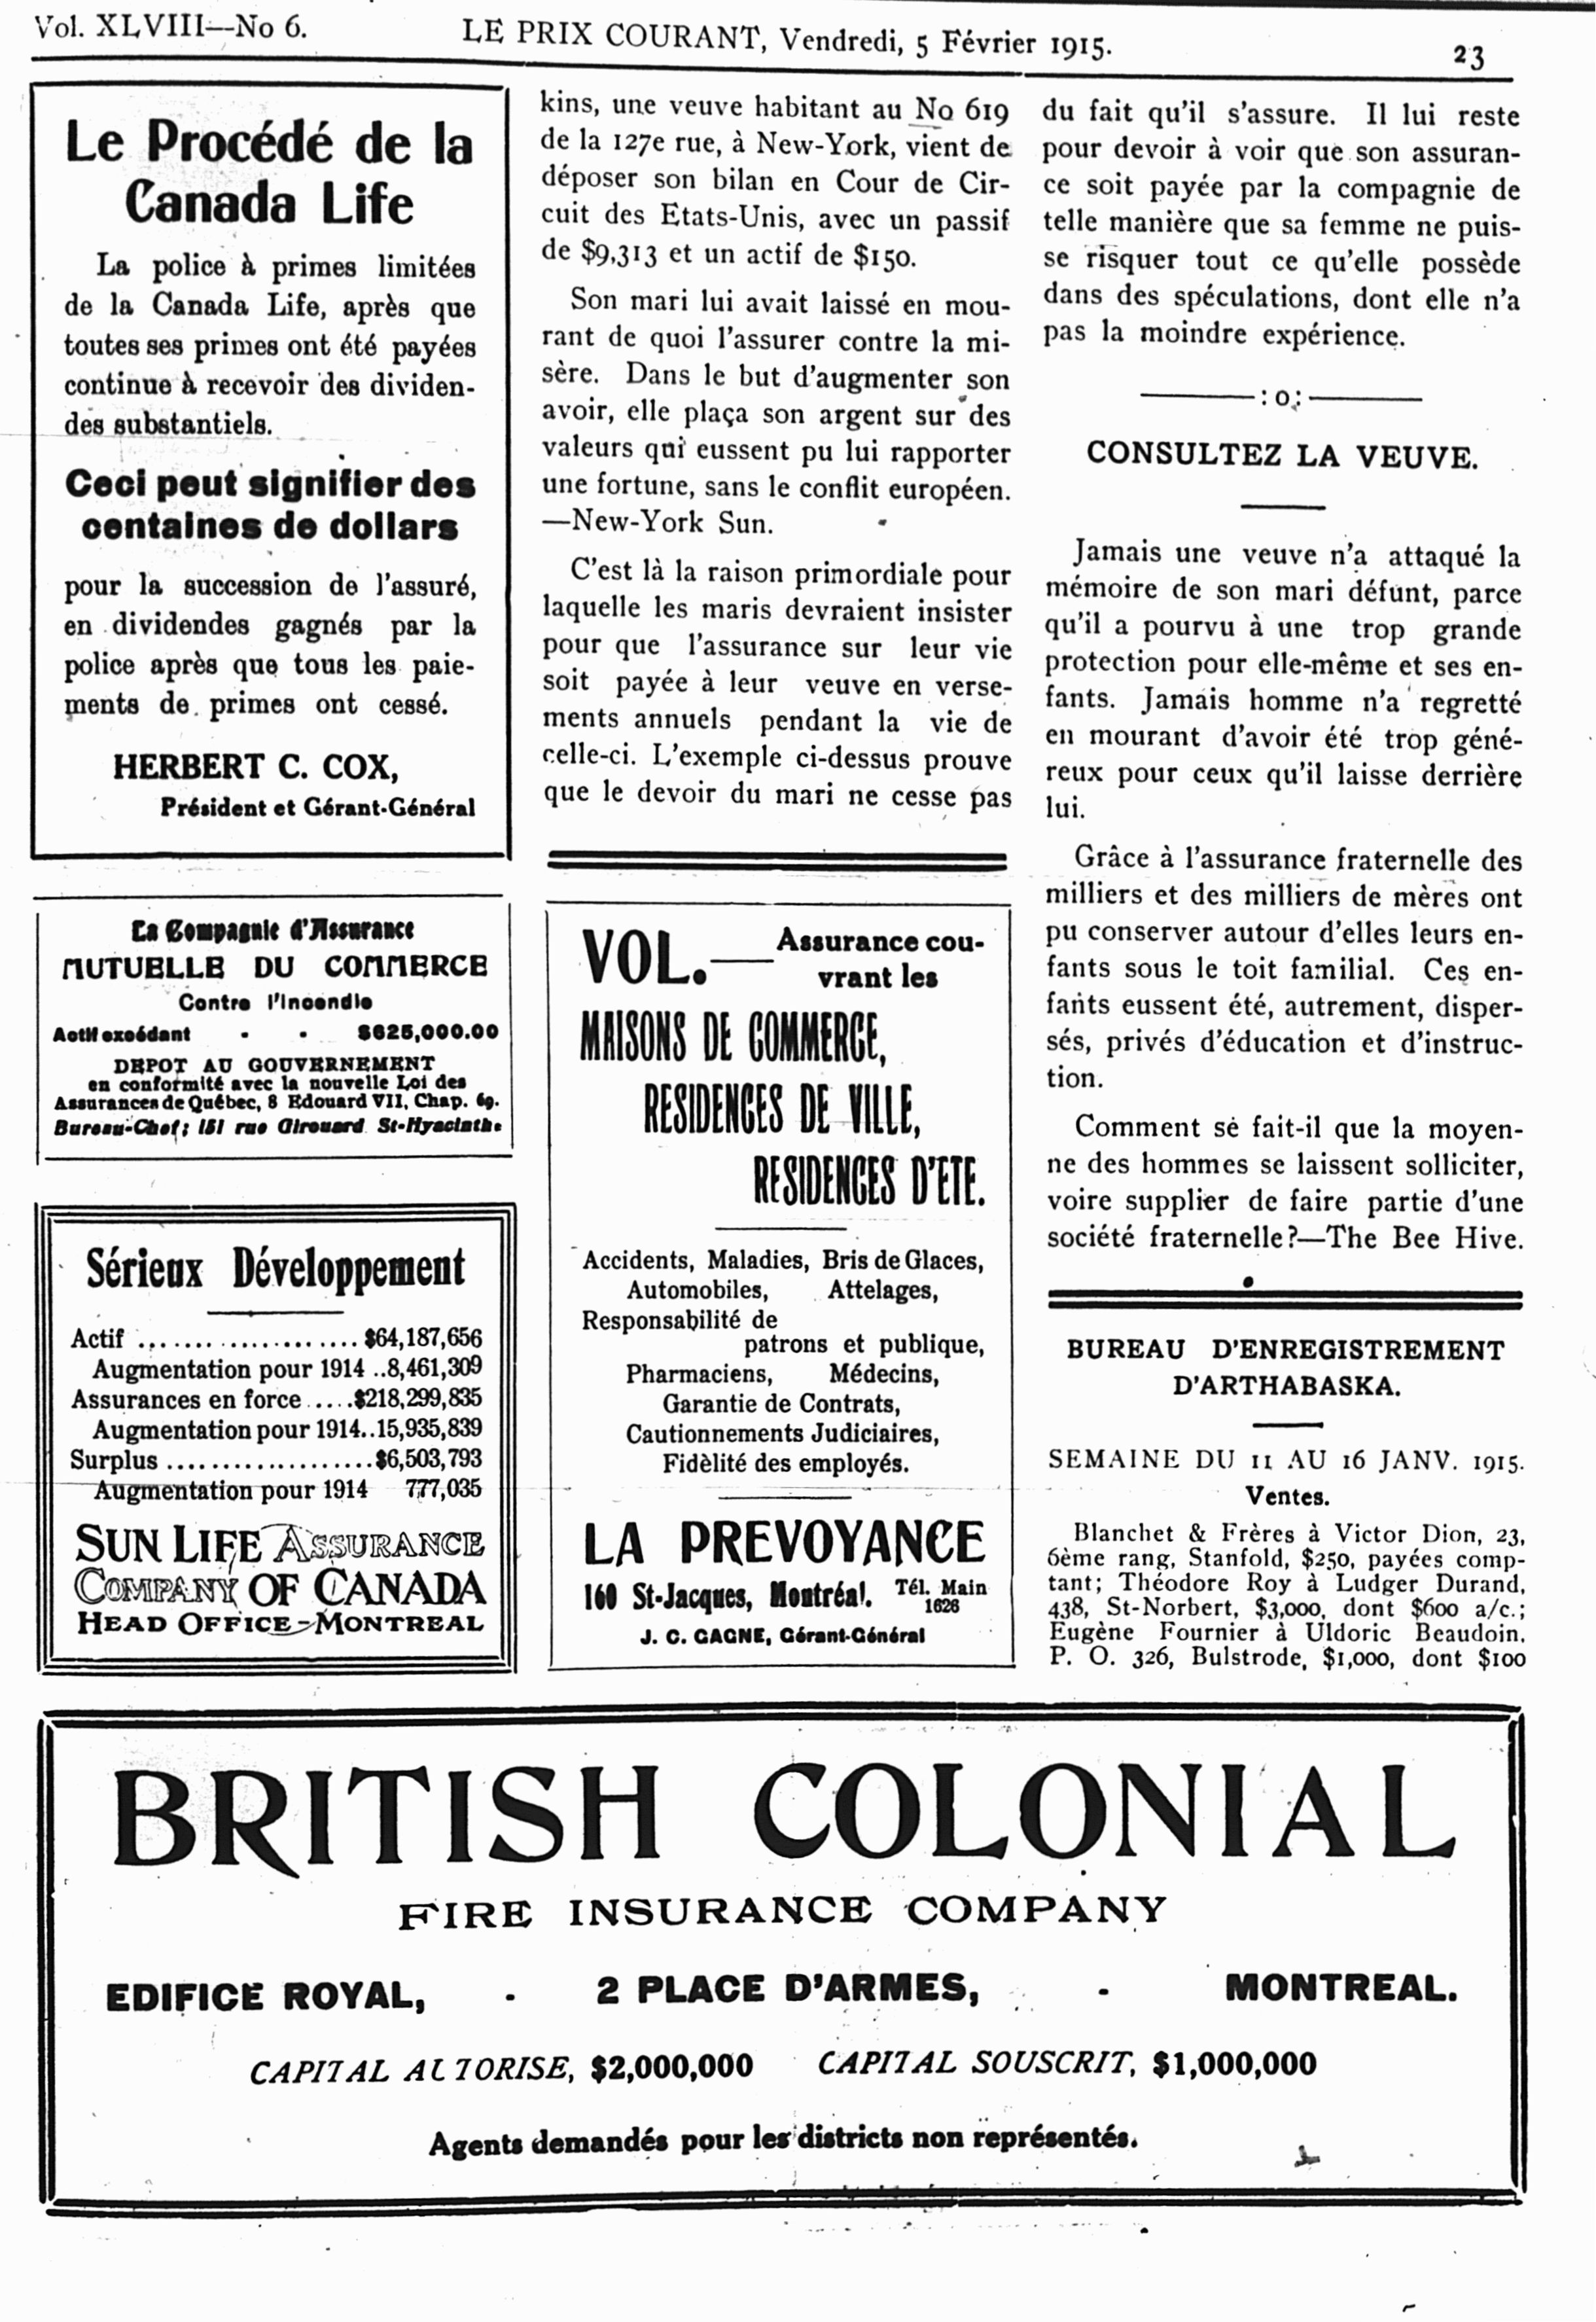 Vol. XLVIII—No 6.
LE PRIX COURANT, Vendredi, 5 Février 1915.
23
Le Procédé de la
Canada Life
La police à primes limitées
de la Canada Life, après que
toutes ses primes ont été payées
continue à recevoir des dividen-
des substantiels.
Ceci peut signifier des
centaines de dollars
pour la succession de l'assuré,
en dividendes gagnés par la
police après que tous les paie-
ments de primes ont cessé.
HERBERT C. COX,
Président et Gérant-Général
La Compagnie d'Assurance
MUTUELLE DU COMMERCE
Contre l'Incendie
Actif excédant - - $625,000.00
DEPOT AU GOUVERNEMENT
en conformité avec la nouvelle Loi des
Assurances de Québec, 8 Edouard VII, Chap. 69.
Bureau-Chef; 151 rue Girouard St-Hyacinthe
Sérieux Développement
Actif .................... $64,187,656
Augmentation pour 1914 ..8,461,309
Assurances en force ....$218,299,835
Augmentation pour 1914..15,935,839
Surplus ...................$6,503,793
Augmentation pour 1914 777,035
SUN LIFE ASSURANCE
COMPANY OF CANADA
HEAD OFFICE-MONTREAL
kins, une veuve habitant au No 619
de la 127e rue, à New-York, vient de
déposer son bilan en Cour de Cir-
cuit des Etats-Unis, avec un passif
de $9,313 et un actif de $150.
Son mari lui avait laissé en mou-
rant de quoi l'assurer contre la mi-
sère. Dans le but d'augmenter son
avoir, elle plaça son argent sur des
valeurs qui eussent pu lui rapporter
une fortune, sans le conflit européen.
—New-York Sun.
C'est là la raison primordiale pour
laquelle les maris devraient insister
pour que l'assurance sur leur vie
soit payée à leur veuve en verse-
ments annuels pendant la vie de
celle-ci. L'exemple ci-dessus prouve
que le devoir du mari ne cesse pas
VOL.— Assurance cou-
vrant les
MAISONS DE COMMERCE,
RESIDENCES DE VILLE,
RESIDENCES D'ETE.
Accidents, Maladies, Bris de Glaces,
Automobiles, Attelages,
Responsabilité de
patrons et publique,
Pharmaciens, Médecins,
Garantie de Contrats,
Cautionnements Judiciaires,
Fidèlité des employés.
LA PREVOYANCE
160 St-Jacques, Montréal. Tél. Main
1626
J. C. GAGNE, Gérant-Général
du fait qu'il s'assure. Il lui reste
pour devoir à voir que son assuran-
ce soit payée par la compagnie de
telle manière que sa femme ne puis-
se risquer tout ce qu'elle possède
dans des spéculations, dont elle n'a
pas la moindre expérience.
:o:
CONSULTEZ LA VEUVE.
Jamais une veuve n'a attaqué la
mémoire de son mari défunt, parce
qu'il a pourvu à une trop grande
protection pour elle-même et ses en-
fants. Jamais homme n'a regretté
en mourant d'avoir été trop géné-
reux pour ceux qu'il laisse derrière
lui.
Grâce à l'assurance fraternelle des
milliers et des milliers de mères ont
pu conserver autour d'elles leurs en-
fants sous le toit familial. Ces en-
fants eussent été, autrement, disper-
sés, privés d'éducation et d'instruc-
tion.
Comment se fait-il que la moyen-
ne des hommes se laissent solliciter,
voire supplier de faire partie d'une
société fraternelle?—The Bee Hive.
BUREAU D'ENREGISTREMENT
D'ARTHABASKA.
SEMAINE DU 11 AU 16 JANV. 1915.
Ventes.
Blanchet & Frères à Victor Dion, 23,
6ème rang, Stanfold, $250, payées comp-
tant; Théodore Roy à Ludger Durand,
438, St-Norbert, $3,000, dont $600 a/c.;
Eugène Fournier à Uldoric Beaudoin,
P. O. 326, Bulstrode, $1,000, dont $100
BRITISH COLONIAL
FIRE INSURANCE COMPANY
EDIFICE ROYAL, - 2 PLACE D'ARMES, - MONTREAL.
CAPITAL AUTORISE, $2,000,000 CAPITAL SOUSCRIT, $1,000,000
Agents demandés pour les districts non représentés.